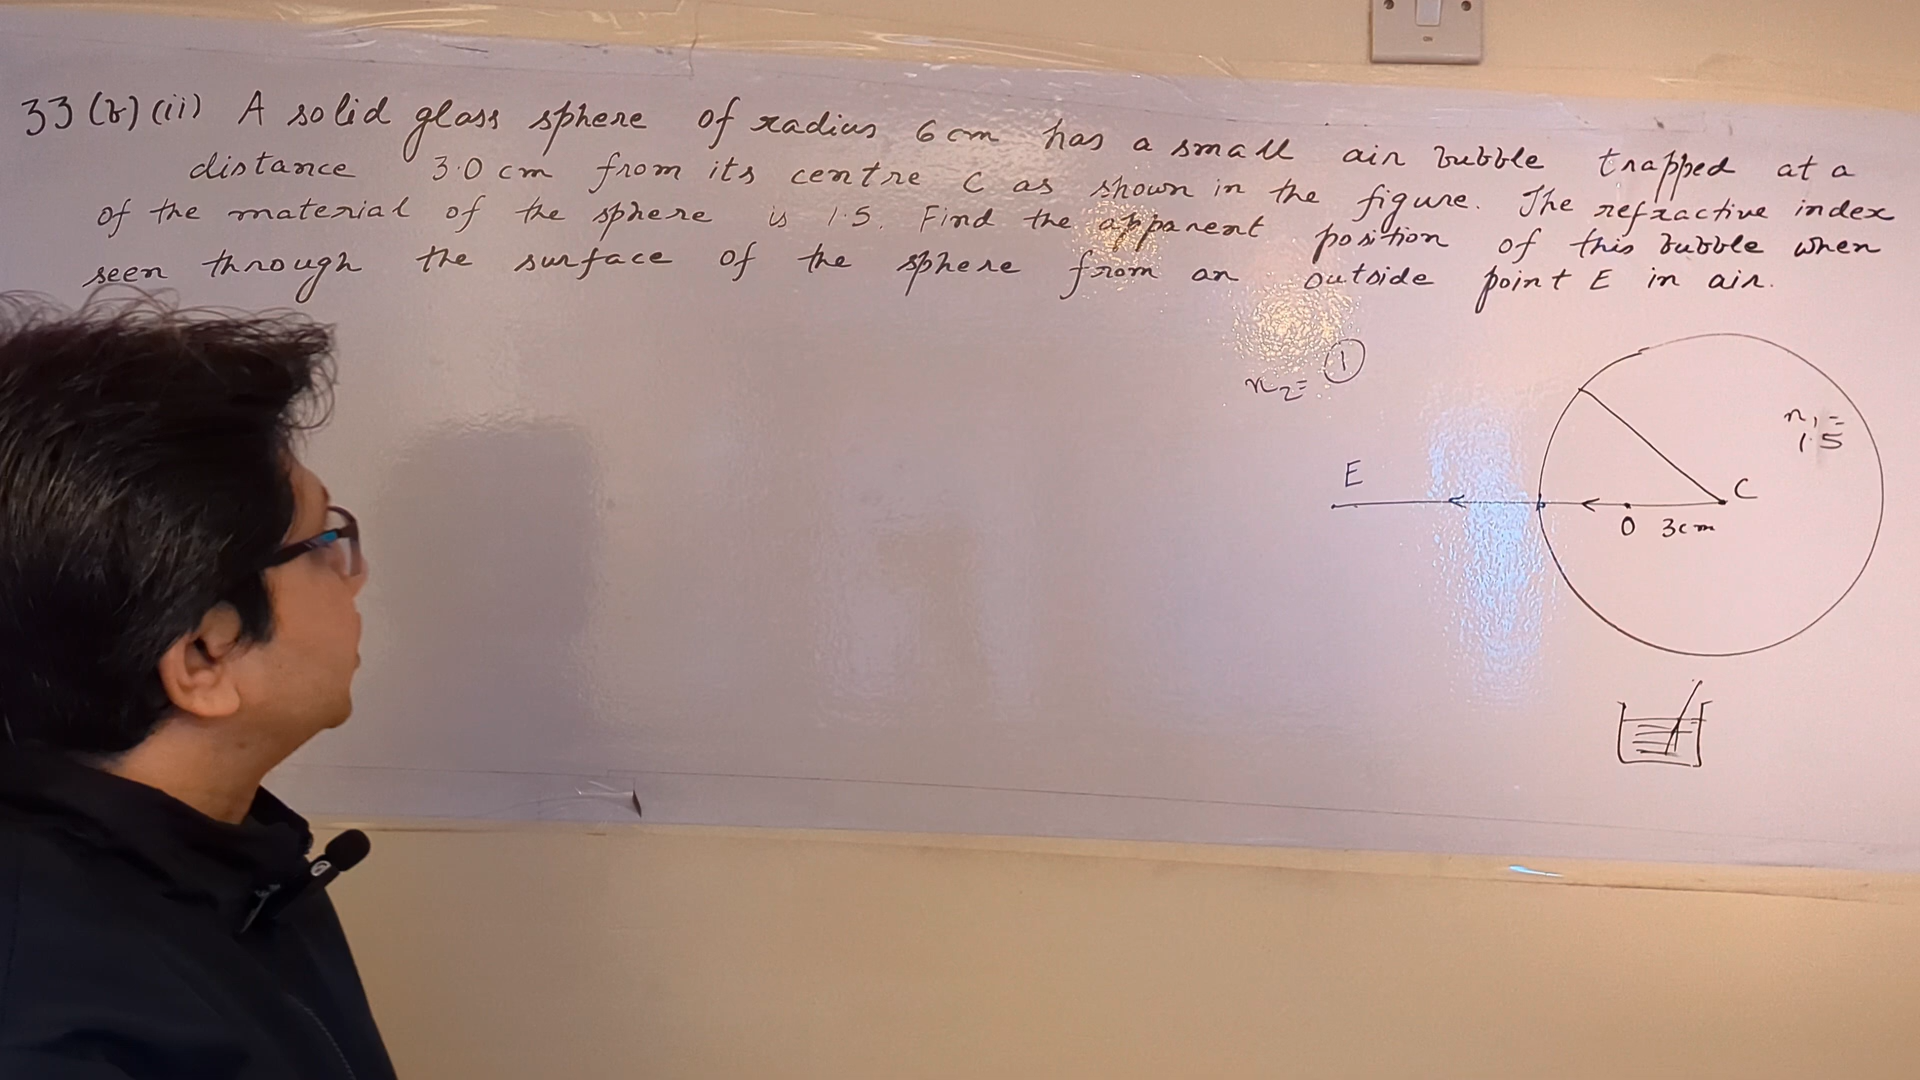 33 (b) (ii) A solid glass sphere of radius 6 cm has a small air bubble trapped at a
distance 3.0 cm from its centre C as shown in the figure. The refractive index
of the material of the sphere is 1.5. Find the apparent position of this bubble when
seen through the surface of the sphere from an outside point E in air.
n₂= 1
n₁=
1.5
E
C
O 3cm